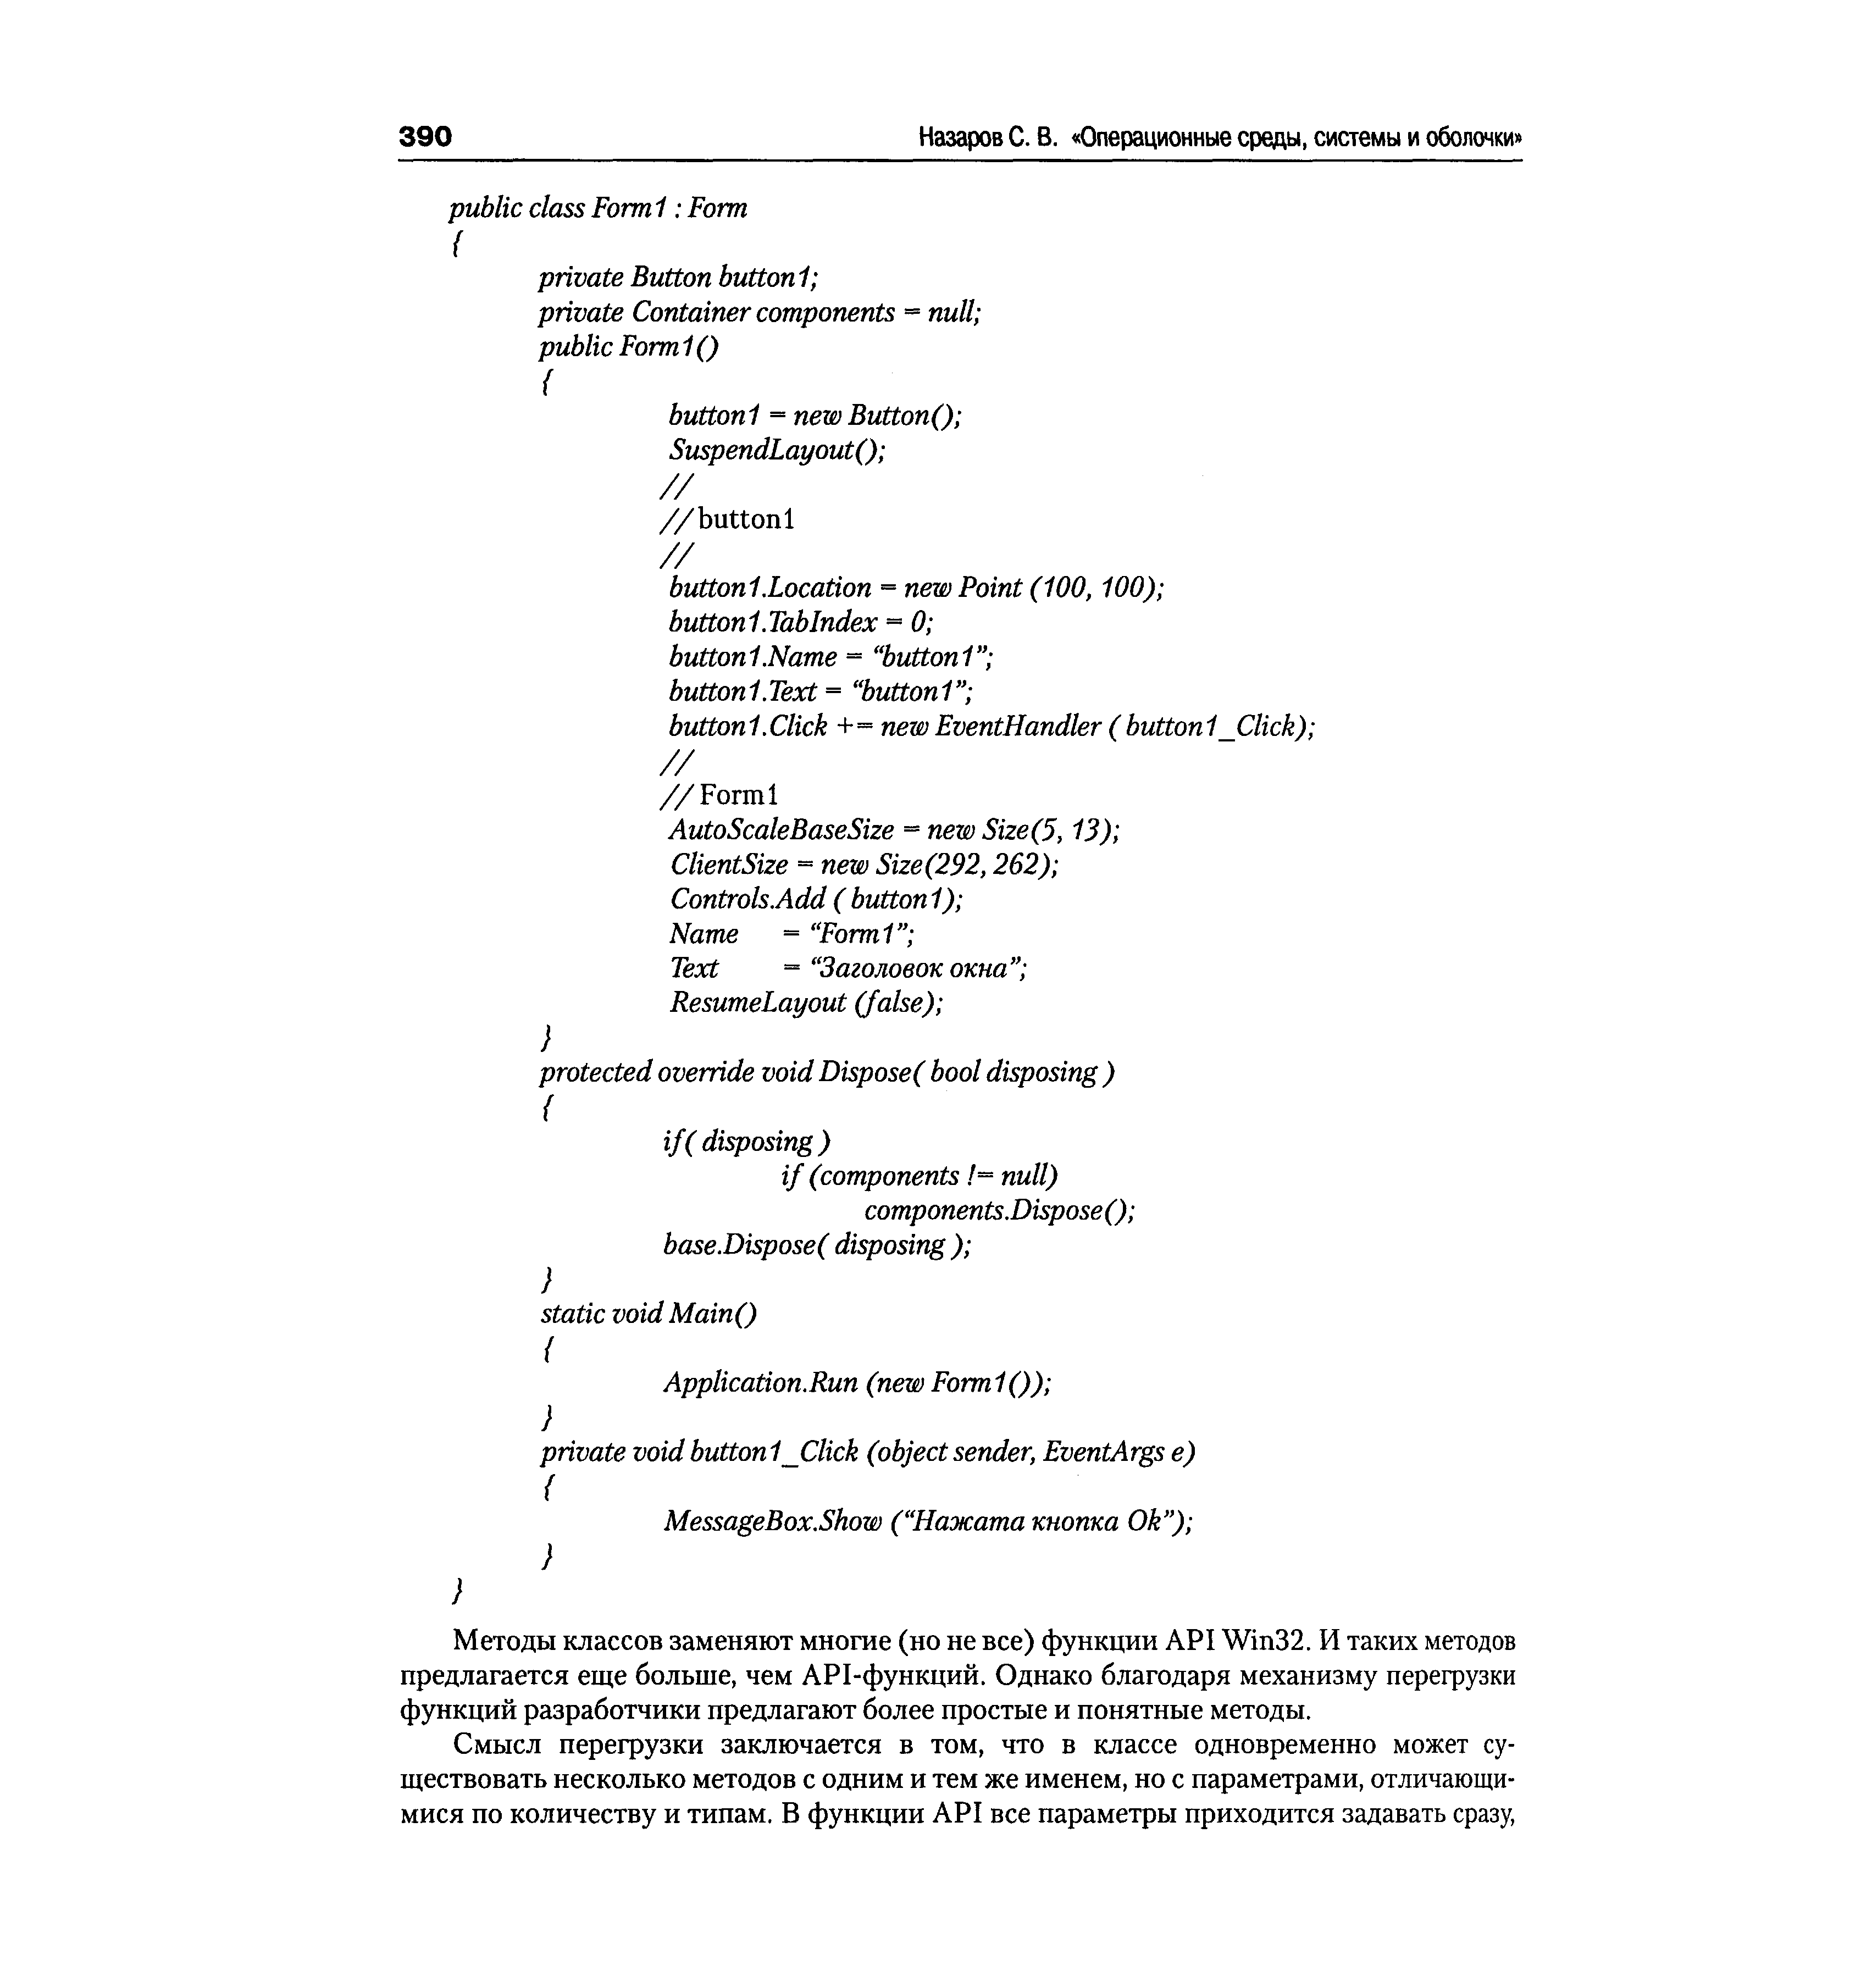 390 Назаров С. В. «Операционные среды, системы и оболочки»
public class Form1 : Form
{
private Button button1;
private Container components = null;
public Form1()
{
button1 = new Button();
SuspendLayout();
//
//button1
//
button1.Location = new Point (100, 100);
button1.TabIndex = 0;
button1.Name = “button1”;
button1.Text = “button1”;
button1.Click += new EventHandler ( button1_Click);
//
//Form1
AutoScaleBaseSize = new Size(5, 13);
ClientSize = new Size(292, 262);
Controls.Add ( button1);
Name = “Form1”;
Text = “Заголовок окна”;
ResumeLayout (false);
}
protected override void Dispose( bool disposing )
{
if( disposing )
if (components != null)
components.Dispose();
base.Dispose( disposing );
}
static void Main()
{
Application.Run (new Form1());
}
private void button1_Click (object sender, EventArgs e)
{
MessageBox.Show (“Нажата кнопка Ok”);
}
}
Методы классов заменяют многие (но не все) функции API Win32. И таких методов
предлагается еще больше, чем API-функций. Однако благодаря механизму перегрузки
функций разработчики предлагают более простые и понятные методы.
Смысл перегрузки заключается в том, что в классе одновременно может су-
ществовать несколько методов с одним и тем же именем, но с параметрами, отличающи-
мися по количеству и типам. В функции API все параметры приходится задавать сразу,